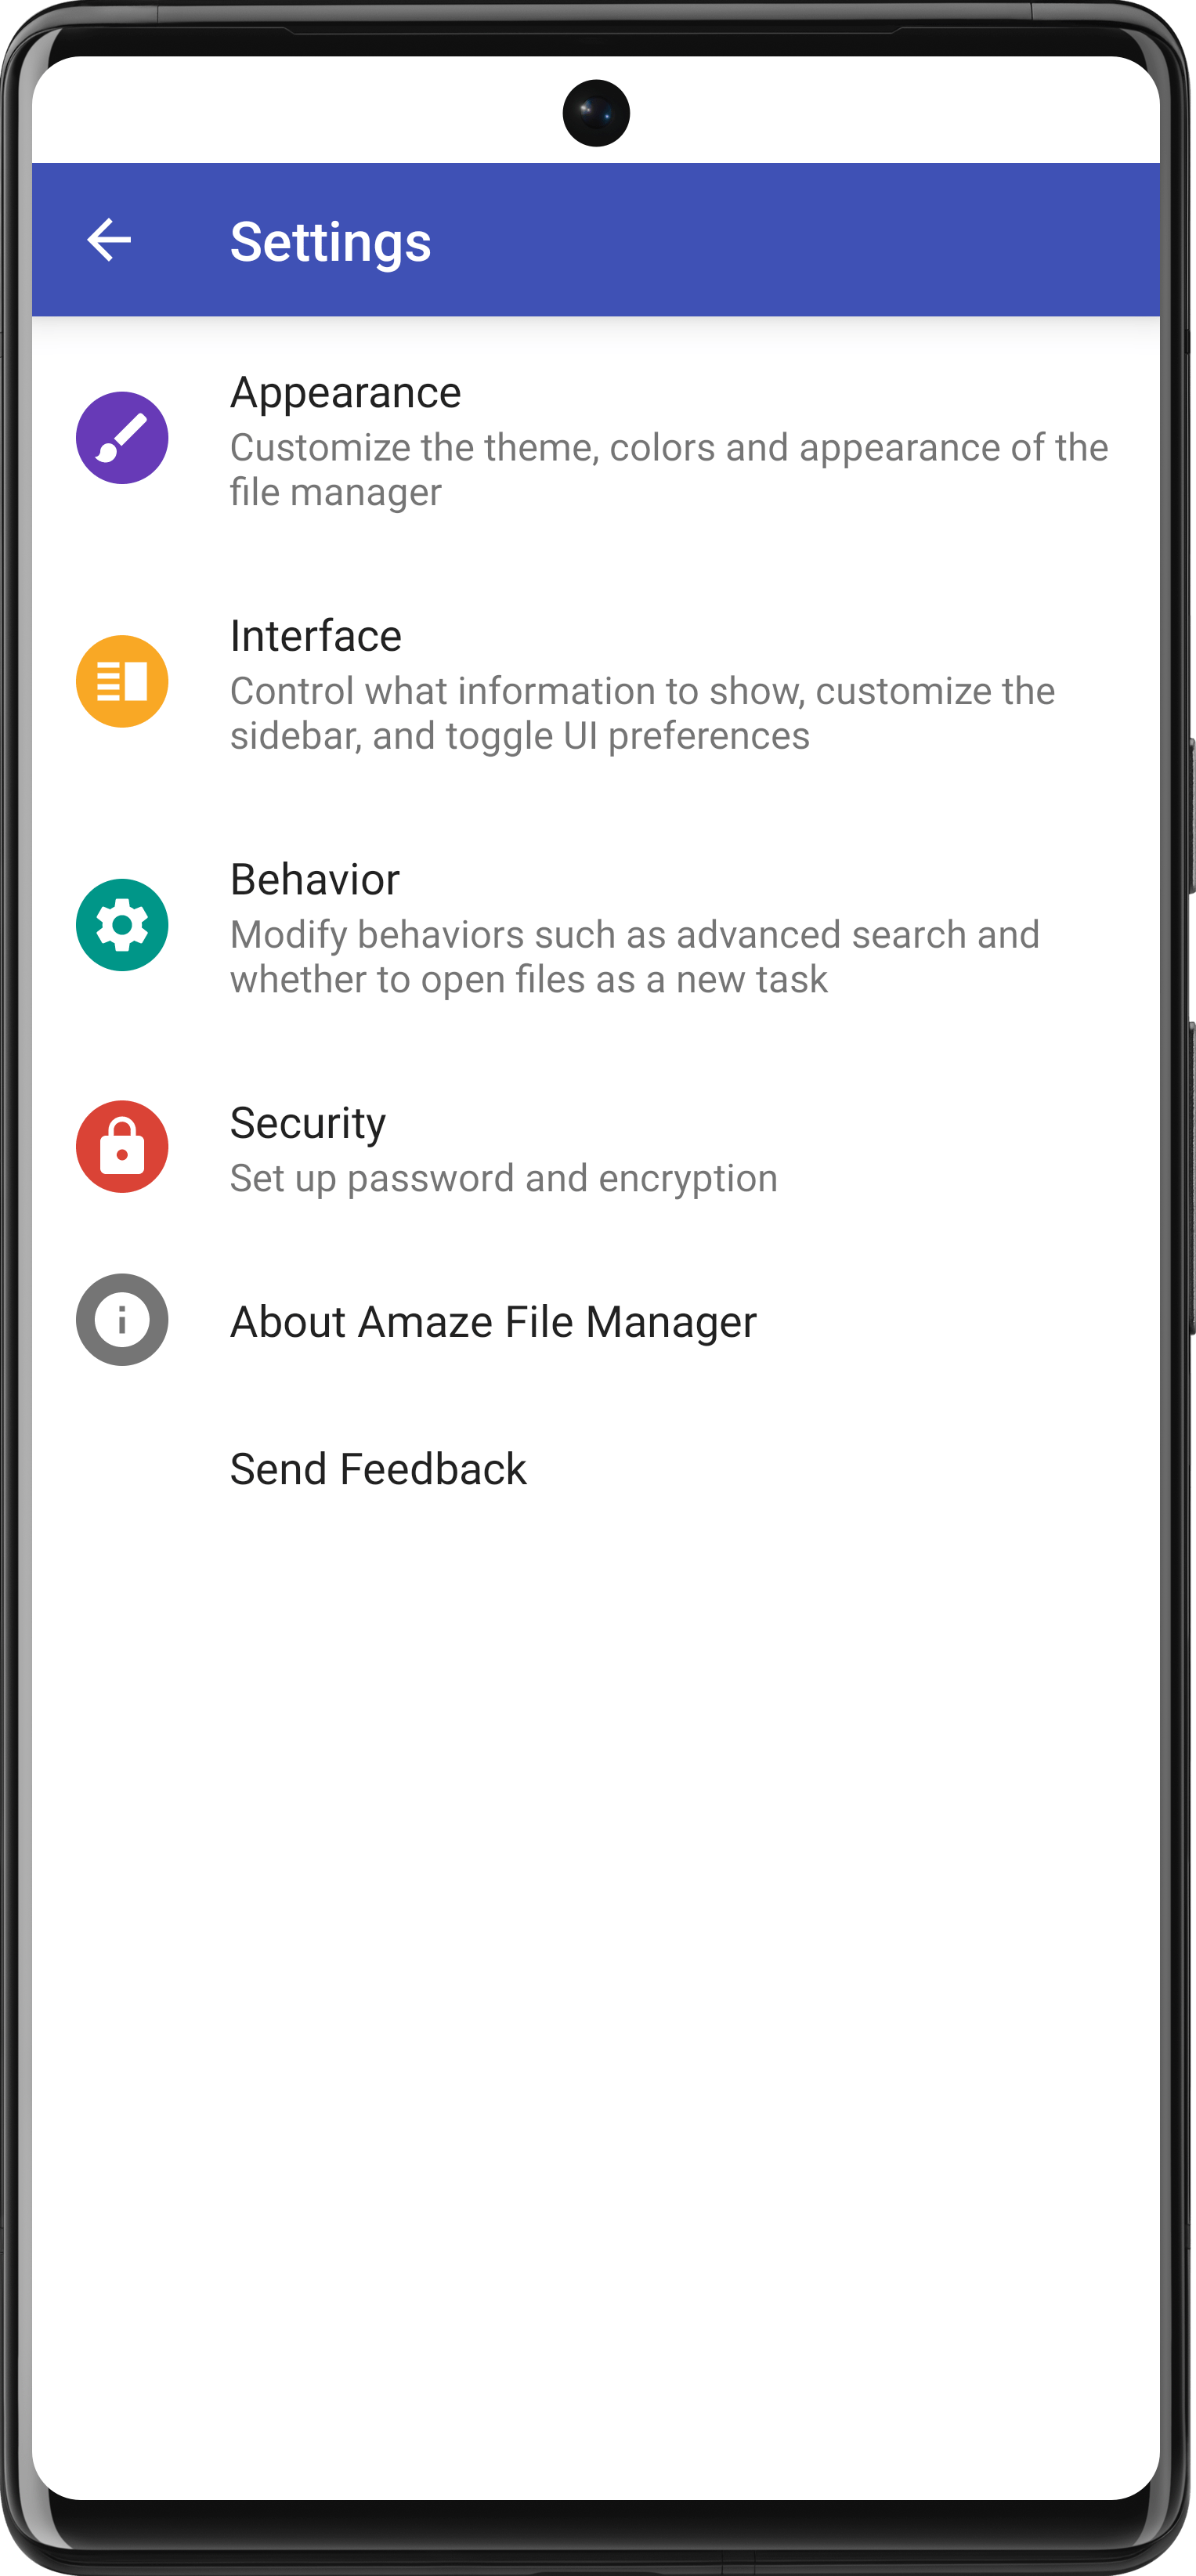 Settings
Appearance
Customize the theme, colors and appearance of the
file manager
Interface
Control what information to show, customize the
sidebar, and toggle UI preferences
Behavior
Modify behaviors such as advanced search and
whether to open files as a new task
Security
Set up password and encryption
About Amaze File Manager
Send Feedback